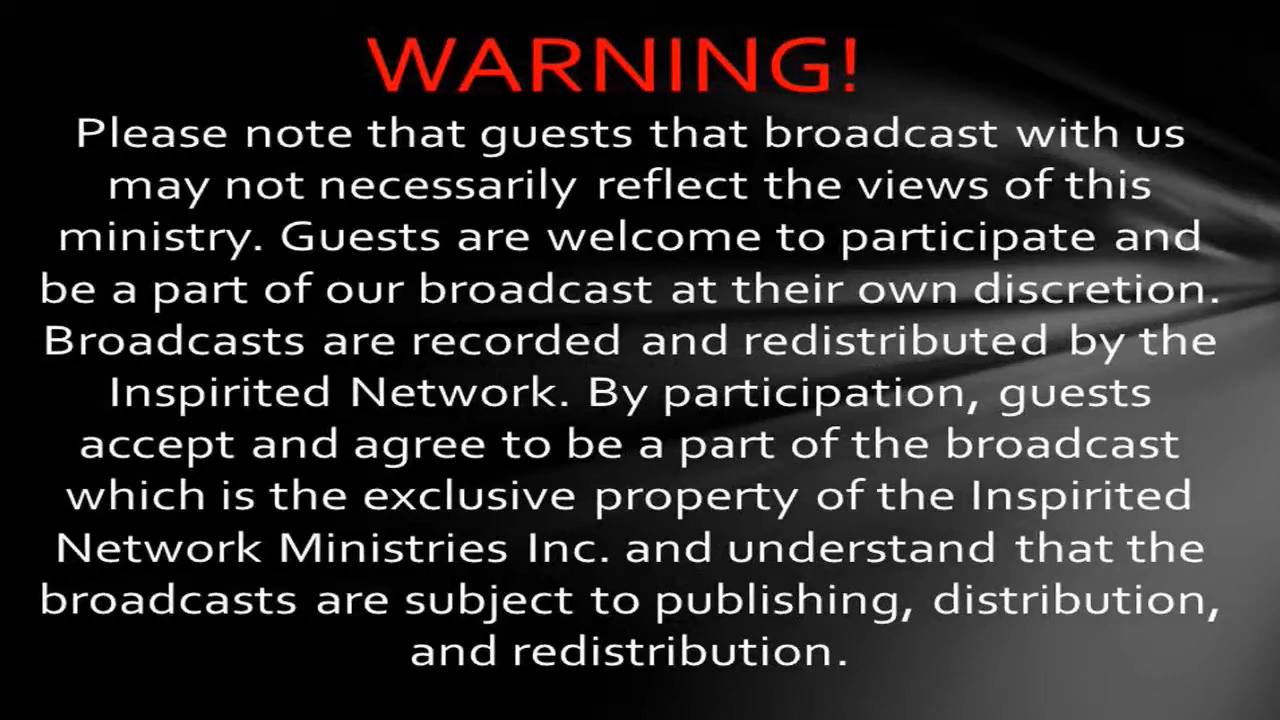 WARNING!
Please note that guests that broadcast with us
may not necessarily reflect the views of this
ministry. Guests are welcome to participate and
be a part of our broadcast at their own discretion.
Broadcasts are recorded and redistributed by the
Inspirited Network. By participation, guests
accept and agree to be a part of the broadcast
which is the exclusive property of the Inspirited
Network Ministries Inc. and understand that the
broadcasts are subject to publishing, distribution,
and redistribution.